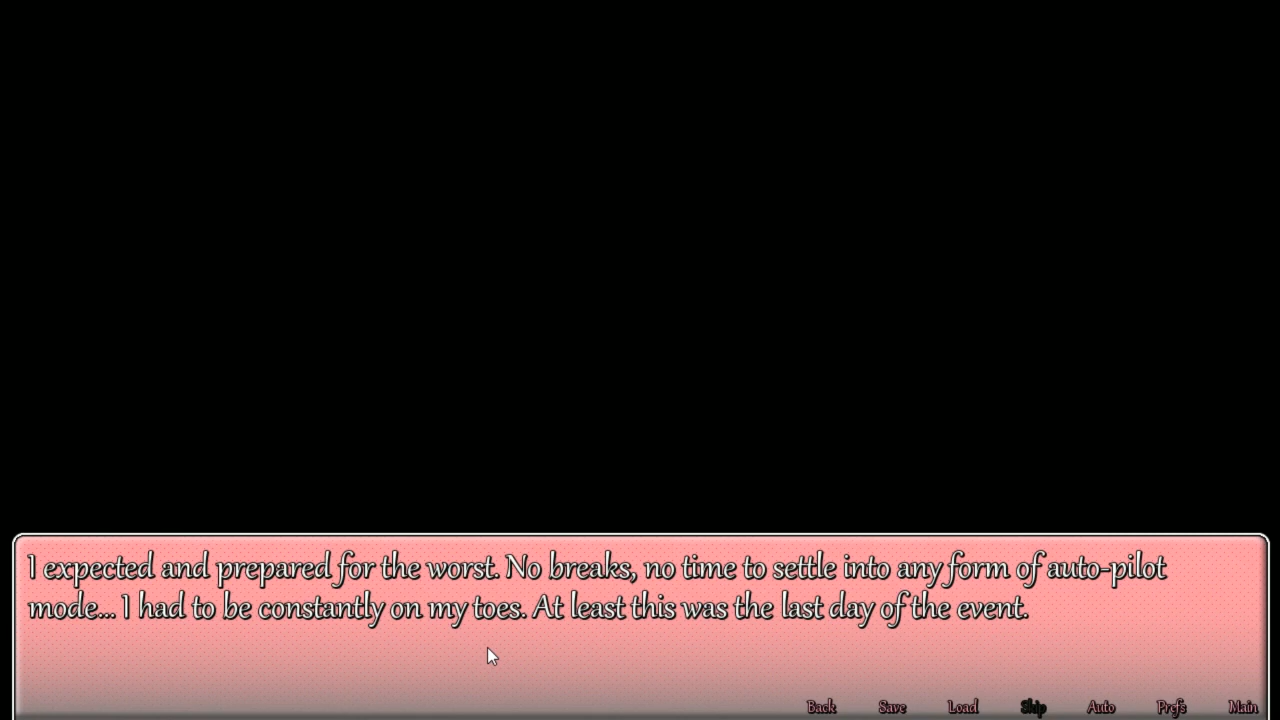 I expected and prepared for the worst. No breaks, no time to settle into any form of auto-pilot
mode... I had to be constantly on my toes. At least this was the last day of the event.
Back Save Load Skip Auto Prefs Main